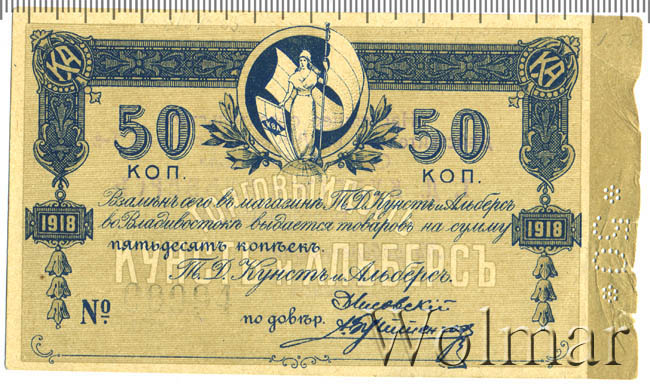 КА КА
50 50
КОП. КОП.
ТОРГОВЫЙ ДОМЪ
Взамѣнъ сего въ магазинѣ Т.Д. Кунстъ и Альберсъ
1918 1918
во Владивостокѣ выдается товаровъ на сумму
пятьдесятъ копѣекъ.
КУНСТЪ и АЛЬБЕРСЪ
Т. Д. Кунстъ и Альберсъ.
№
по довѣр.
50
Wolmar